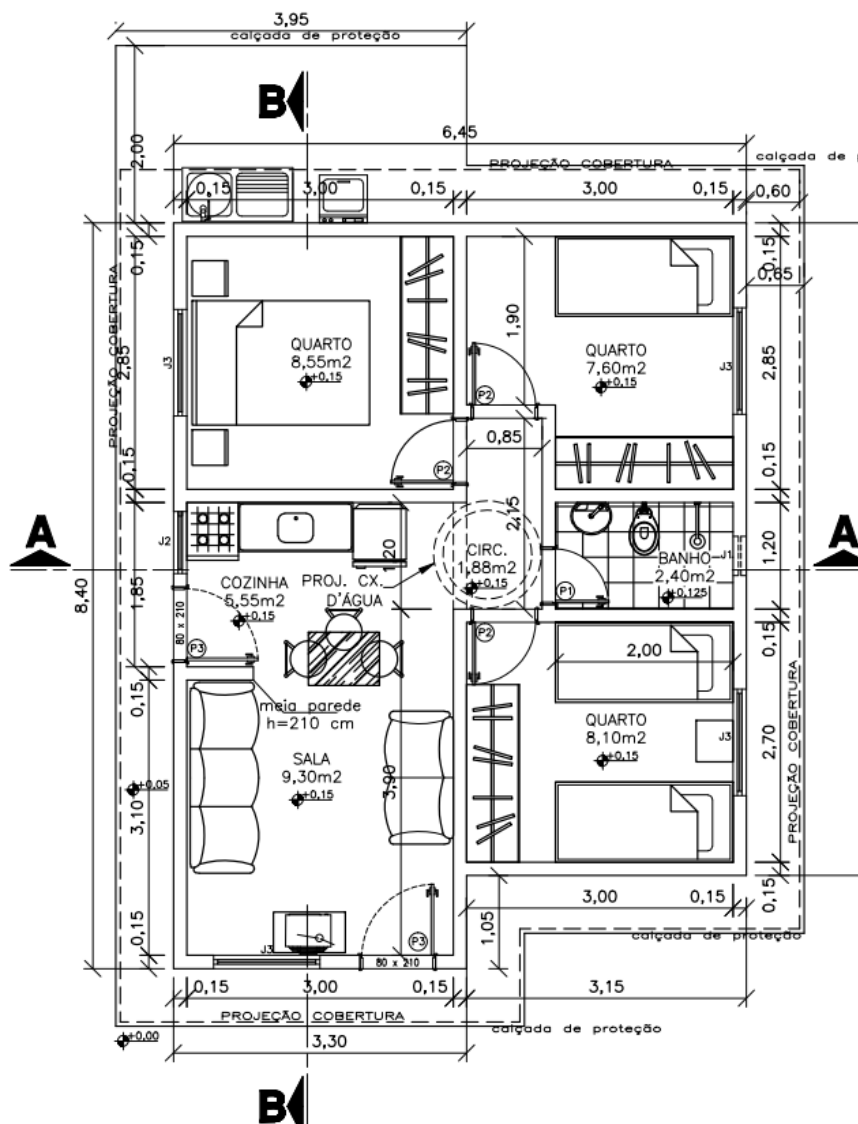 3,95
calçada de proteção
B
6,45
2,00
PROJEÇÃO COBERTURA
calçada de p
0,15
3,00
0,15
3,00
0,15
0,60
0,15
0,15
0,65
PROJEÇÃO COBERTURA
1,90
QUARTO
8,55m2
+0,15
QUARTO
7,60m2
+0,15
J3
J3
2,85
2,85
P2
0,85
P2
0,15
0,15
2,15
A
A
J2
1,20
CIRC.
1,88m2
+0,15
BANHO
2,40m2
+0,125
J1
1,20
COZINHA
5,55m2
+0,15
PROJ. CX.
D'ÁGUA
P1
8,40
1,85
80 x 210
P3
P2
0,15
2,00
0,15
meia parede
h=210 cm
QUARTO
8,10m2
+0,15
J3
2,70
PROJEÇÃO COBERTURA
SALA
9,30m2
+0,15
+0,05
3,90
3,10
0,15
3,00
0,15
0,15
1,05
P3
J3
80 x 210
calçada de proteção
0,15
3,00
0,15
3,15
PROJEÇÃO COBERTURA
calçada de proteção
+0,00
3,30
B